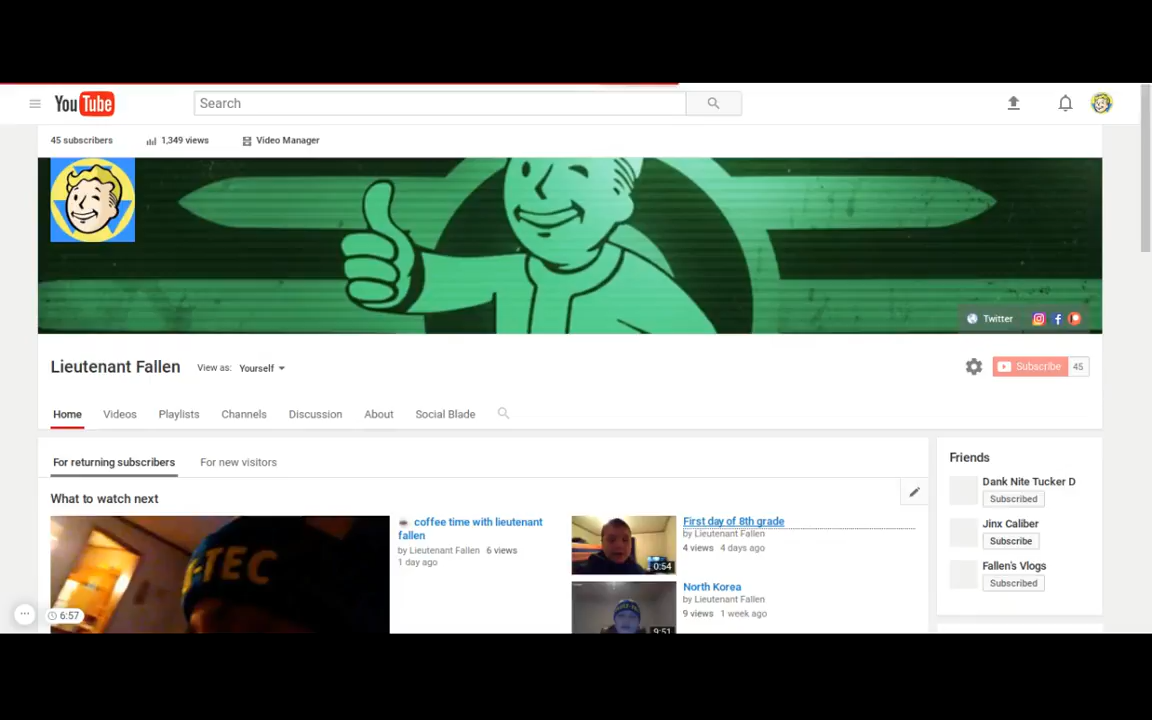 YouTube
Search
45 subscribers
1,349 views
Video Manager
Twitter
Lieutenant Fallen
View as: Yourself
Subscribe 45
Home Videos Playlists Channels Discussion About Social Blade
For returning subscribers
For new visitors
What to watch next
-TEC
coffee time with lieutenant
fallen
by Lieutenant Fallen 6 views
1 day ago
0:54
First day of 8th grade
by Lieutenant Fallen
4 views 4 days ago
9:51
North Korea
by Lieutenant Fallen
9 views 1 week ago
Friends
Dank Nite Tucker D
Subscribed
Jinx Caliber
Subscribe
Fallen's Vlogs
Subscribed
6:57